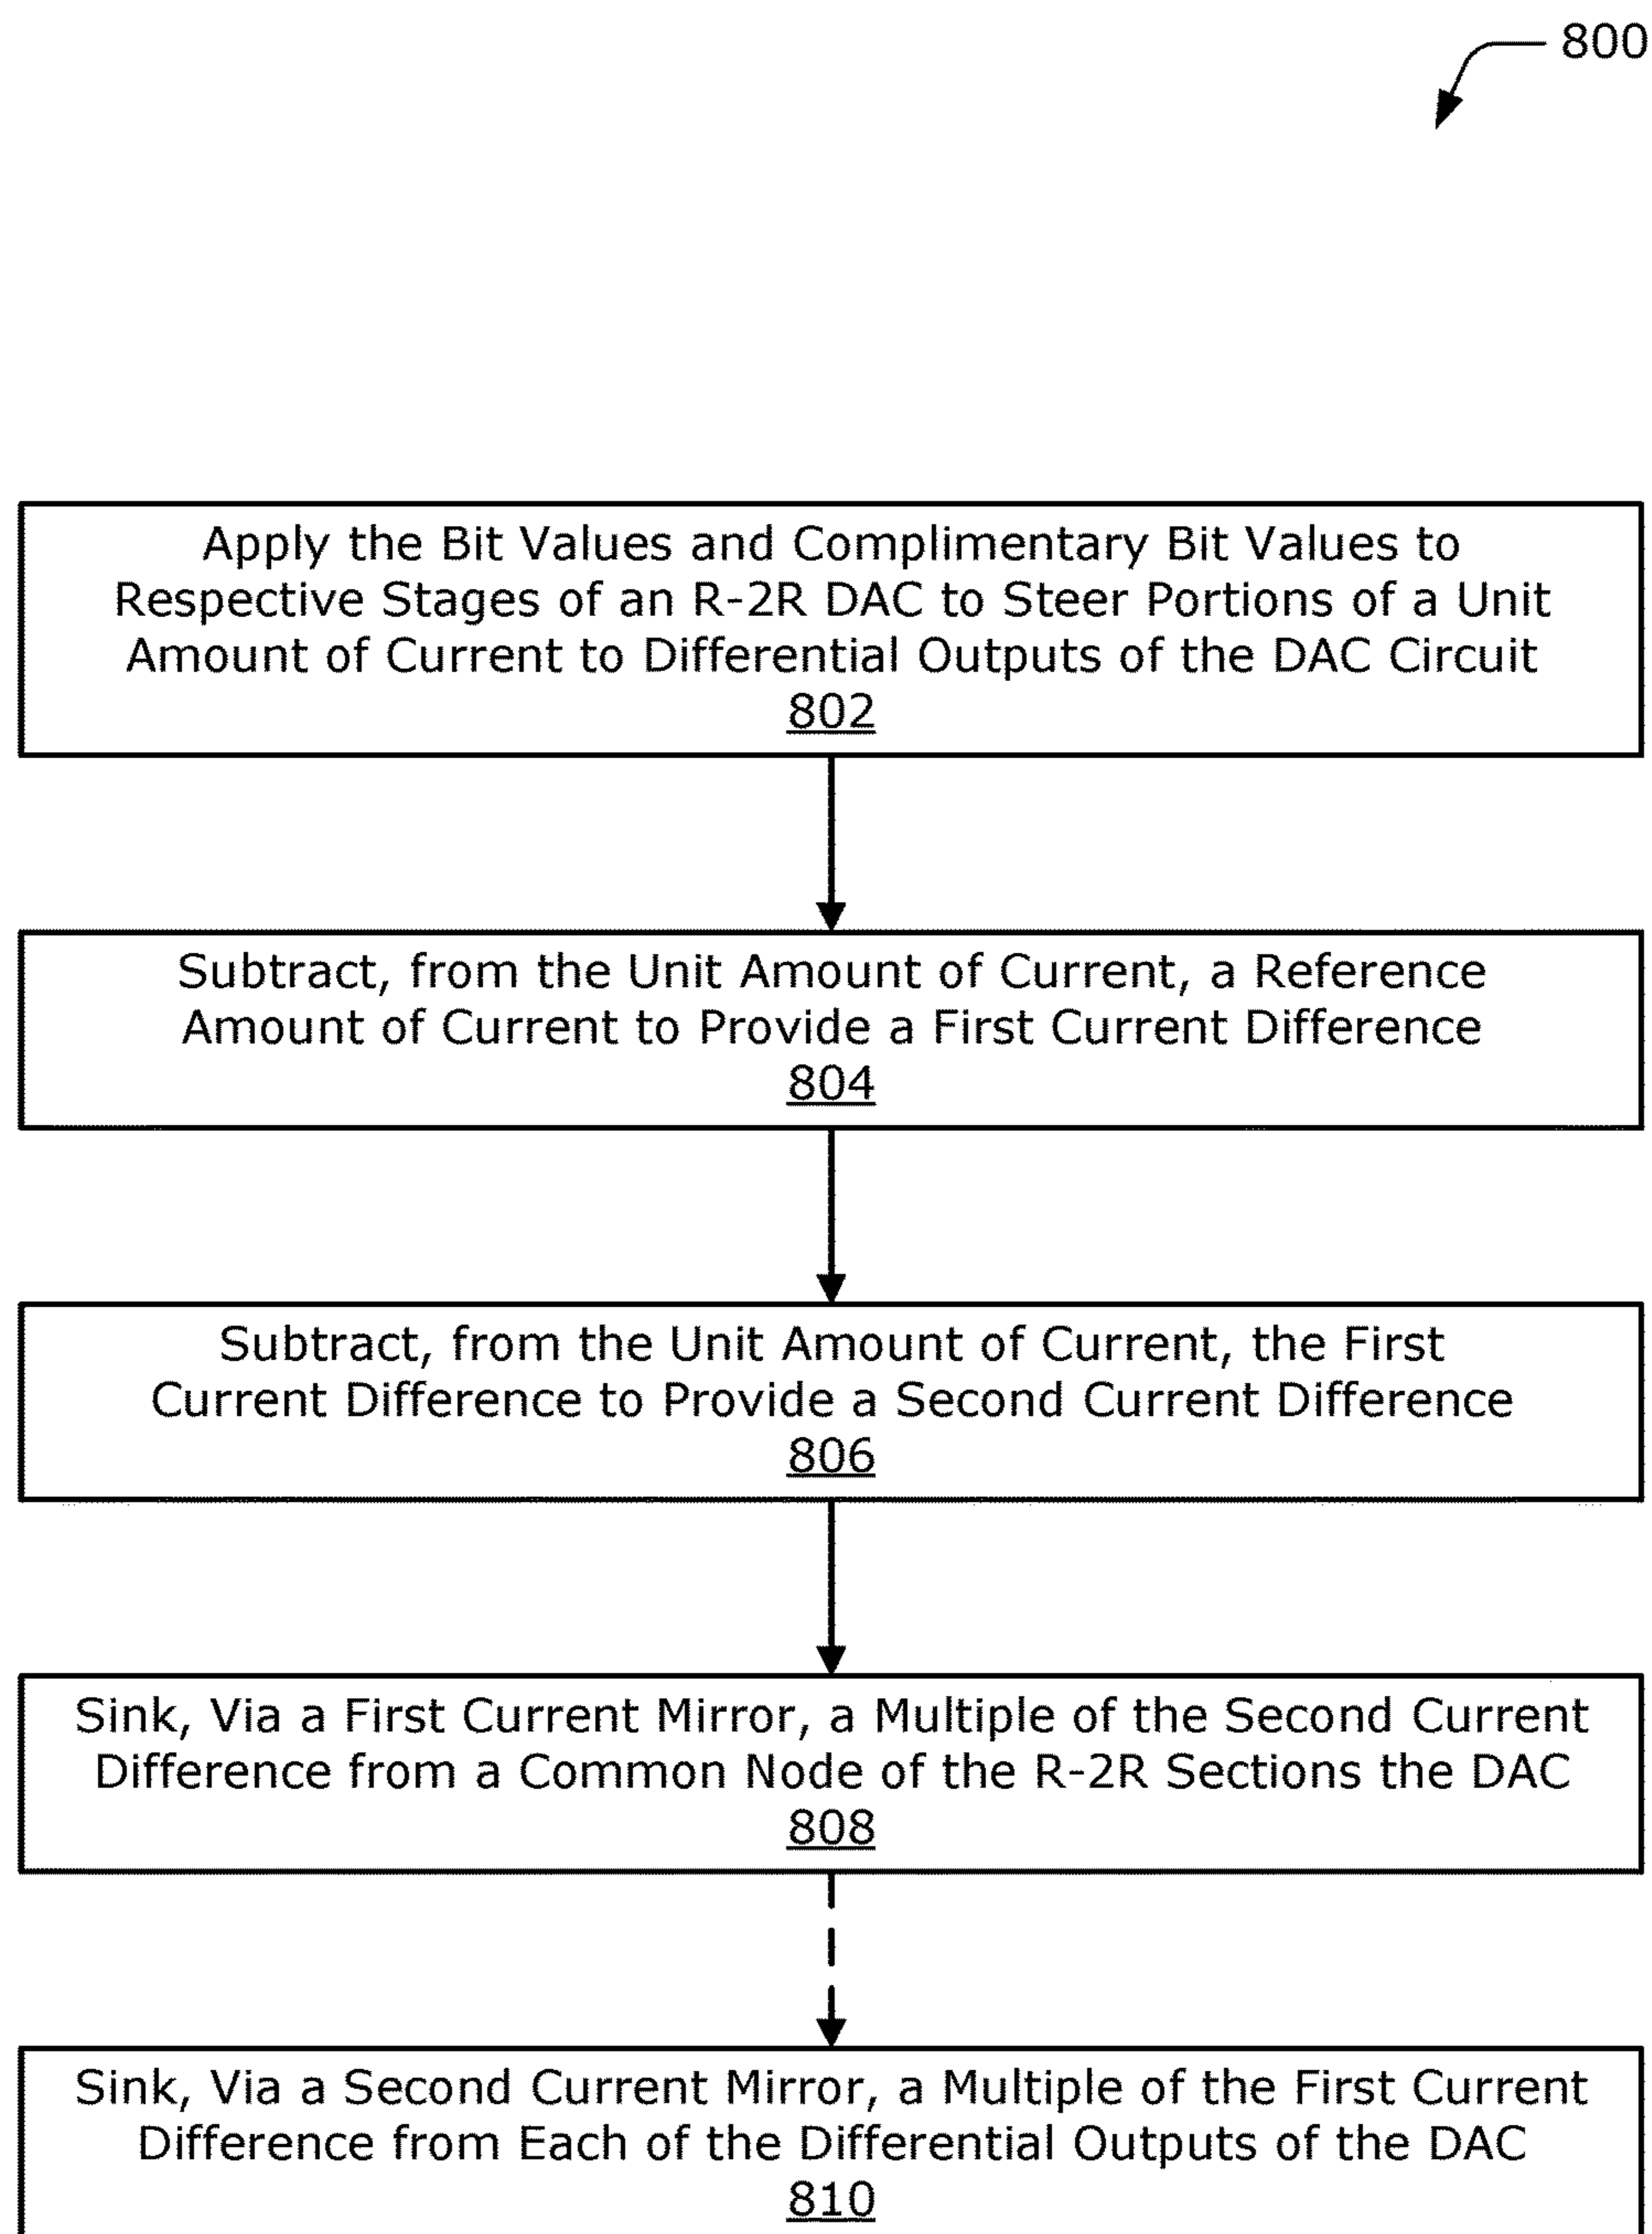 800
Apply the Bit Values and Complimentary Bit Values to
Respective Stages of an R-2R DAC to Steer Portions of a Unit
Amount of Current to Differential Outputs of the DAC Circuit
802
Subtract, from the Unit Amount of Current, a Reference
Amount of Current to Provide a First Current Difference
804
Subtract, from the Unit Amount of Current, the First
Current Difference to Provide a Second Current Difference
806
Sink, Via a First Current Mirror, a Multiple of the Second Current
Difference from a Common Node of the R-2R Sections the DAC
808
Sink, Via a Second Current Mirror, a Multiple of the First Current
Difference from Each of the Differential Outputs of the DAC
810